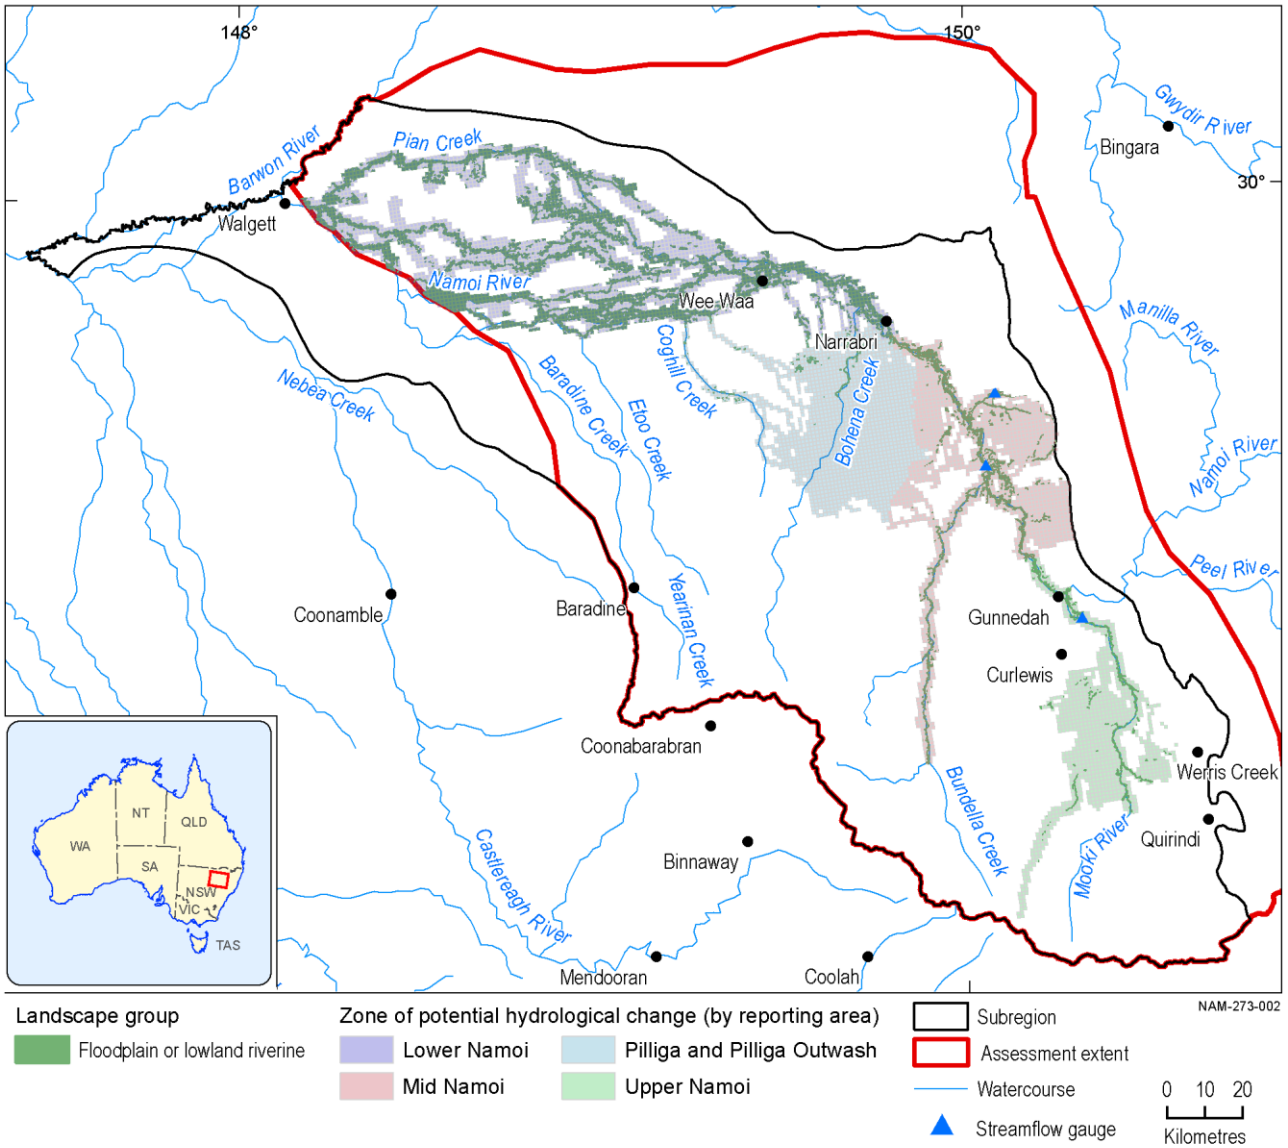 148°
150°
Gwydir River
Bingara
Pian Creek
Barwon River
30°
Walgett
Namoi River
Wee Waa
Manilla River
Narrabri
Coghill Creek
Baradine Creek
Nebea Creek
Etoo Creek
Bohena Creek
Namoi River
Peel River
Coonamble
Baradine
Yearinan Creek
Gunnedah
Curlewis
Coonabarabran
Werris Creek
Bundella Creek
Mooki River
Quirindi
Binnaway
Castlereagh River
Mendooran
Coolah
NT
QLD
WA
SA
NSW
VIC
TAS
NAM-273-002
Landscape group
Floodplain or lowland riverine
Zone of potential hydrological change (by reporting area)
Lower Namoi
Pilliga and Pilliga Outwash
Mid Namoi
Upper Namoi
Subregion
Assessment extent
Watercourse
Streamflow gauge
0 10 20
Kilometres